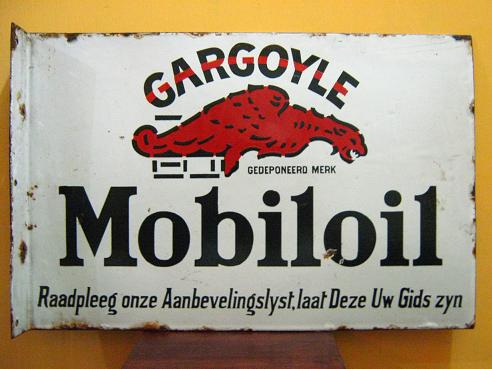 GARGOYLE
GEDEPONEERD MERK
Mobiloil
Raadpleeg onze Aanbevelingslyst, laat Deze Uw Gids zyn